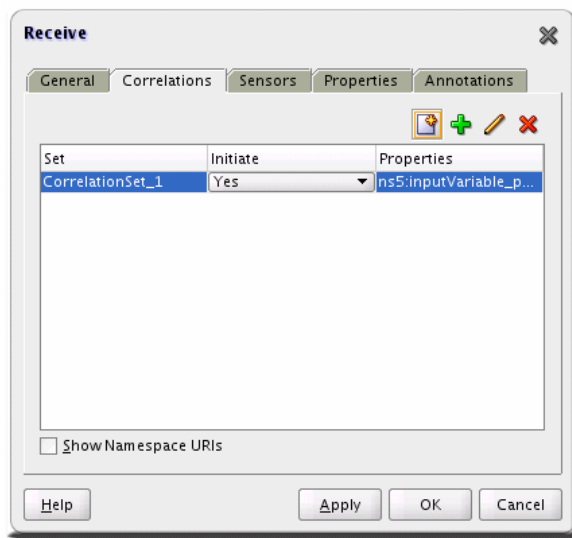 Receive
General Correlations Sensors Properties Annotations
Set Initiate Properties
CorrelationSet_1 Yes ns5:inputVariable_p...
Show Namespace URIs
Help Apply OK Cancel